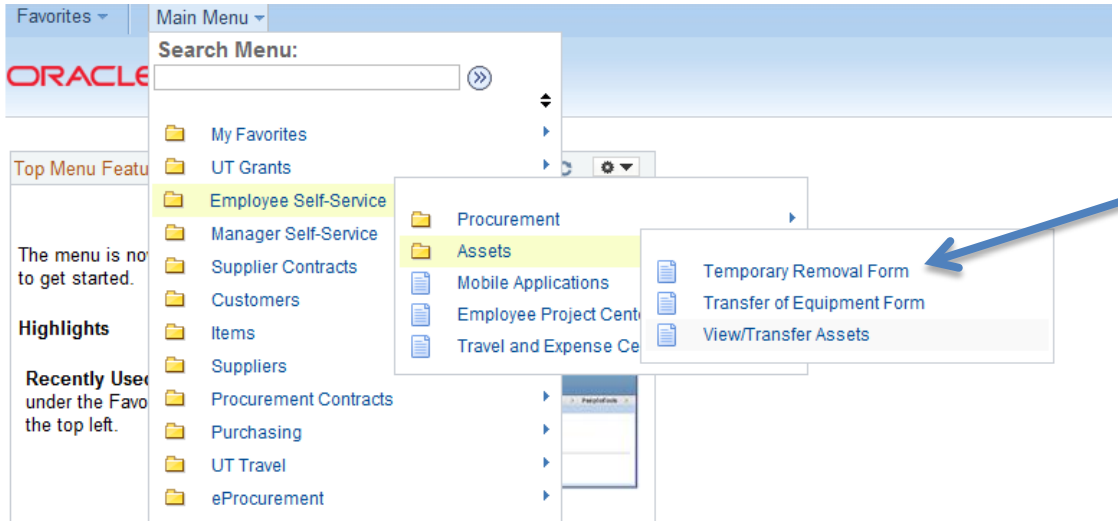 Favorites Main Menu
Search Menu:
ORACLE
My Favorites
Top Menu Featu
UT Grants
Employee Self-Service
Manager Self-Service
Supplier Contracts
Customers
Items
Suppliers
Procurement Contracts
Purchasing
UT Travel
eProcurement
The menu is no
to get started.
Highlights
Recently Used
under the Favo
the top left.
Procurement
Assets
Mobile Applications
Employee Project Cent
Travel and Expense Ce
Temporary Removal Form
Transfer of Equipment Form
View/Transfer Assets